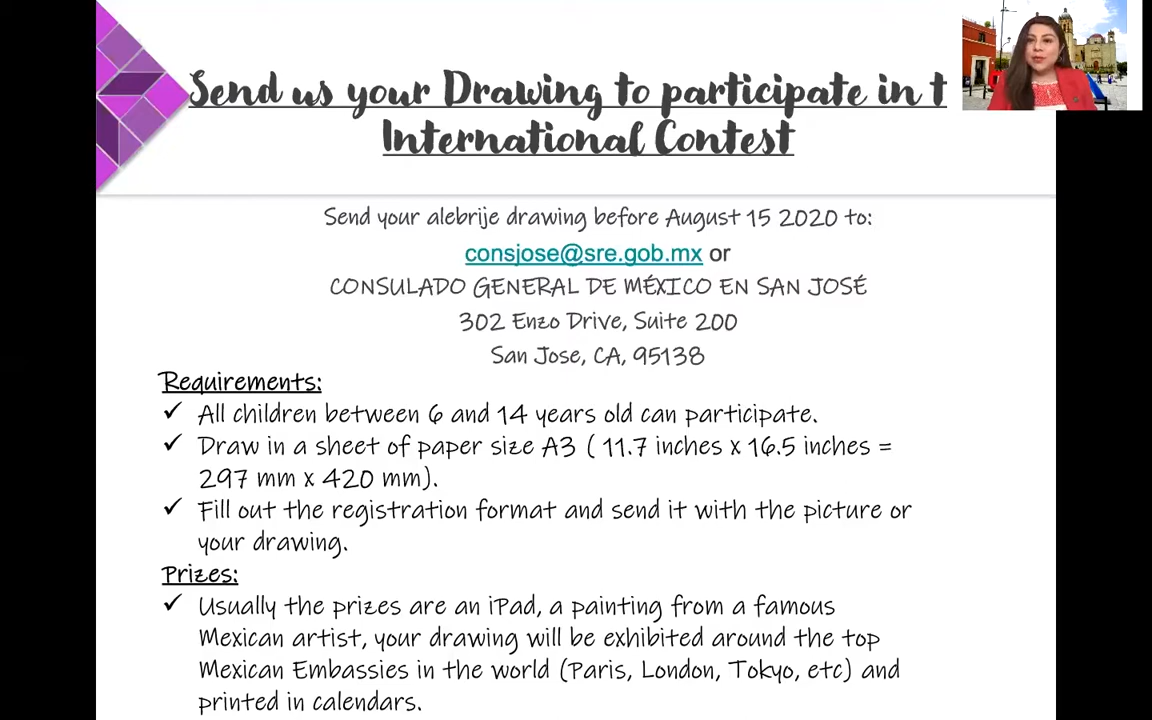 Send us your Drawing to participate in t
International Contest
Send your alebrije drawing before August 15 2020 to:
consjose@sre.gob.mx or
CONSULADO GENERAL DE MÉXICO EN SAN JOSÉ
302 Enzo Drive, Suite 200
San Jose, CA, 95138
Requirements:
✓ All children between 6 and 14 years old can participate.
✓ Draw in a sheet of paper size A3 ( 11.7 inches x 16.5 inches =
297 mm x 420 mm).
✓ Fill out the registration format and send it with the picture or
your drawing.
Prizes:
✓ Usually the prizes are an iPad, a painting from a famous
Mexican artist, your drawing will be exhibited around the top
Mexican Embassies in the world (Paris, London, Tokyo, etc) and
printed in calendars.